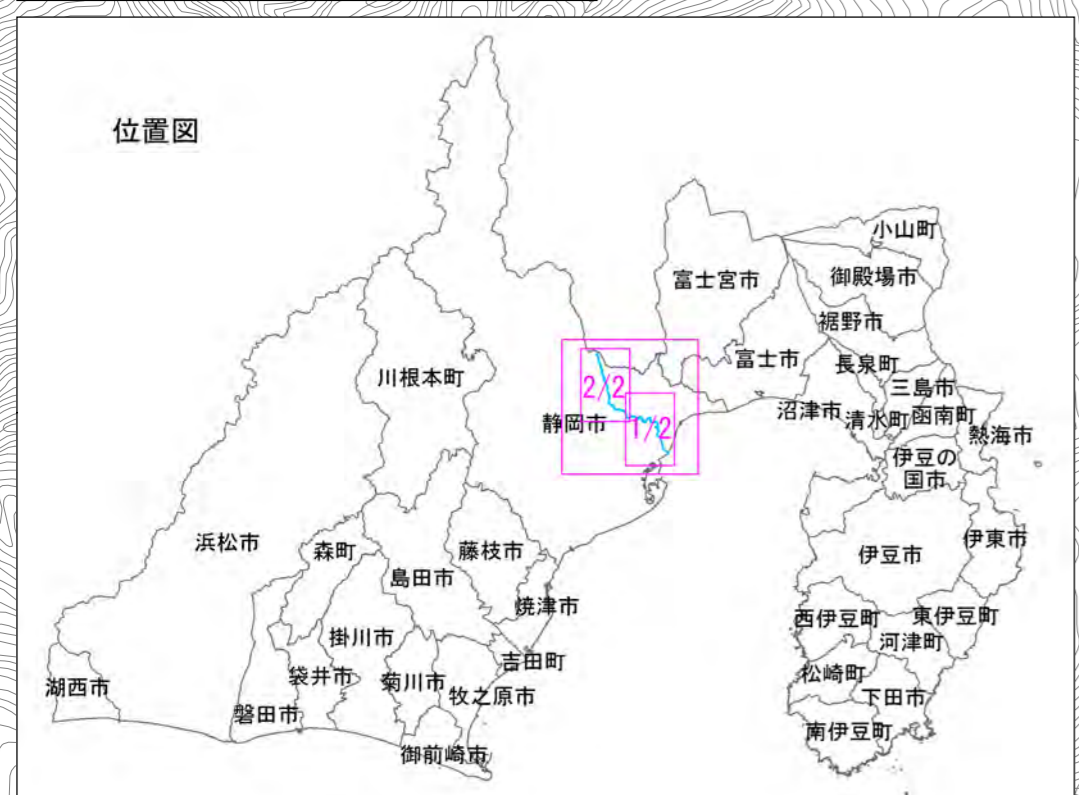 位置図
小山町
富士宮市
御殿場市
裾野市
富士市
長泉町
川根本町
2/2
三島市
静岡市
1/2
沼津市
清水町
函南町
熱海市
伊豆の
国市
浜松市
森町
藤枝市
伊豆市
伊東市
島田市
焼津市
西伊豆町
東伊豆町
掛川市
河津町
吉田町
湖西市
袋井市
菊川市
牧之原市
松崎町
下田市
磐田市
南伊豆町
御前崎市